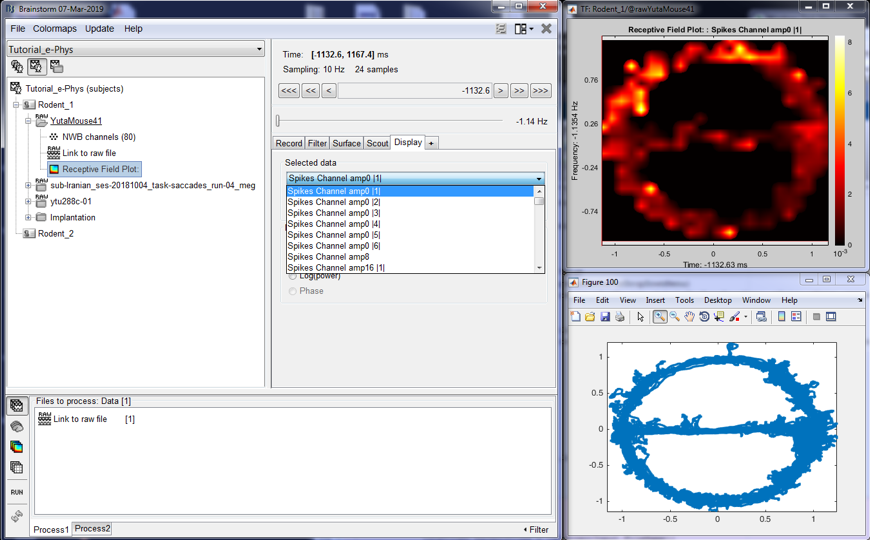 Brainstorm 07-Mar-2019
File Colormaps Update Help
Tutorial_e-Phys
Tutorial_e-Phys (subjects)
Rodent_1
YutaMouse41
NWB channels (80)
RAW Link to raw file
Receptive Field Plot:
RAW sub-Iranian_ses-20181004_task-saccades_run-04_meg
RAW ytu288c-01
Implantation
Rodent_2
Time: [-1132.6, 1167.4] ms
Sampling: 10 Hz 24 samples
<<< << < -1132.6 > >> >>>
-1.14 Hz
Record Filter Surface Scout Display +
Selected data
Spikes Channel amp0 |1|
Spikes Channel amp0 |1|
Spikes Channel amp0 |2|
Spikes Channel amp0 |3|
Spikes Channel amp0 |4|
Spikes Channel amp0 |5|
Spikes Channel amp0 |6|
Spikes Channel amp8
Spikes Channel amp16 |1|
Log(power)
Phase
Files to process: Data [1]
RAW Link to raw file [1]
RUN
Process1 Process2
Filter
TF: Rodent_1/@rawYutaMouse41
Receptive Field Plot: : Spikes Channel amp0 |1|
Frequency: -1.1354 Hz
0.76
0.26
-0.24
-0.74
-1 -0.5 0 0.5 1
Time: -1132.63 ms
8
6
4
2
0
10-3
Figure 100
File Edit View Insert Tools Desktop Window Help
1
0.5
0
-0.5
-1
-1 -0.5 0 0.5 1